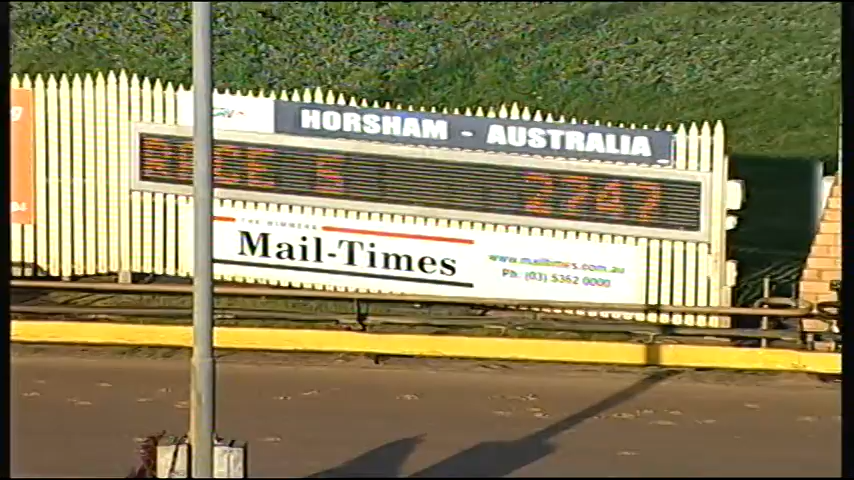 HORSHAM - AUSTRALIA
RACE 5 2747
THE WIMMERA
Mail-Times
www.mailtimes.com.au
Ph. (03) 5362 0000